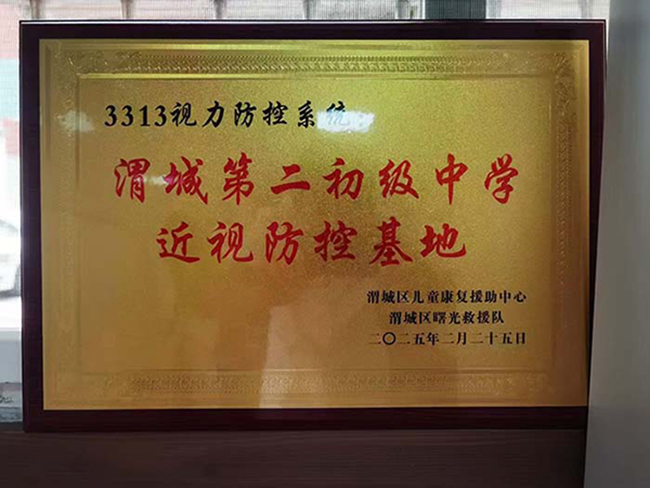 3313视力防控系统
渭城第二初级中学
近视防控基地
渭城区儿童康复援助中心
渭城区曙光救援队
二〇二五年二月二十五日